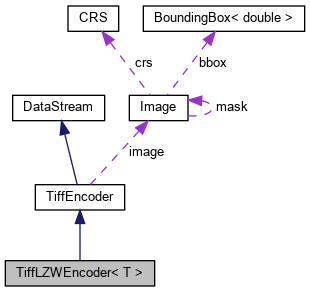 CRS
BoundingBox< double >
crs
bbox
DataStream
Image
mask
image
TiffEncoder
TiffLZWEncoder< T >